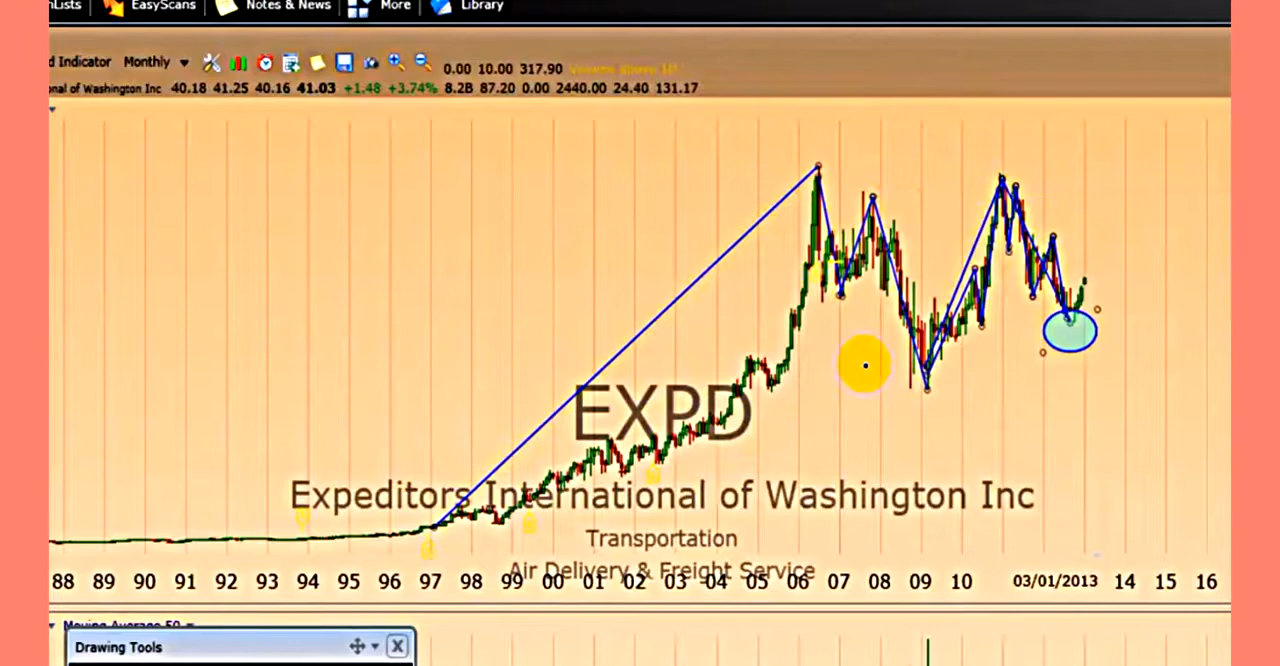 EasyScans Notes & News More Library
d Indicator Monthly 0.00 10.00 317.90
nal of Washington Inc 40.18 41.25 40.16 41.03 +1.48 +3.74% 8.2B 87.20 0.00 2440.00 24.40 131.17
EXPD
Expeditors International of Washington Inc
Transportation
Air Delivery & Freight Service
88 89 90 91 92 93 94 95 96 97 98 99 00 01 02 03 04 05 06 07 08 09 10 03/01/2013 14 15 16
Moving Average 50
Drawing Tools X